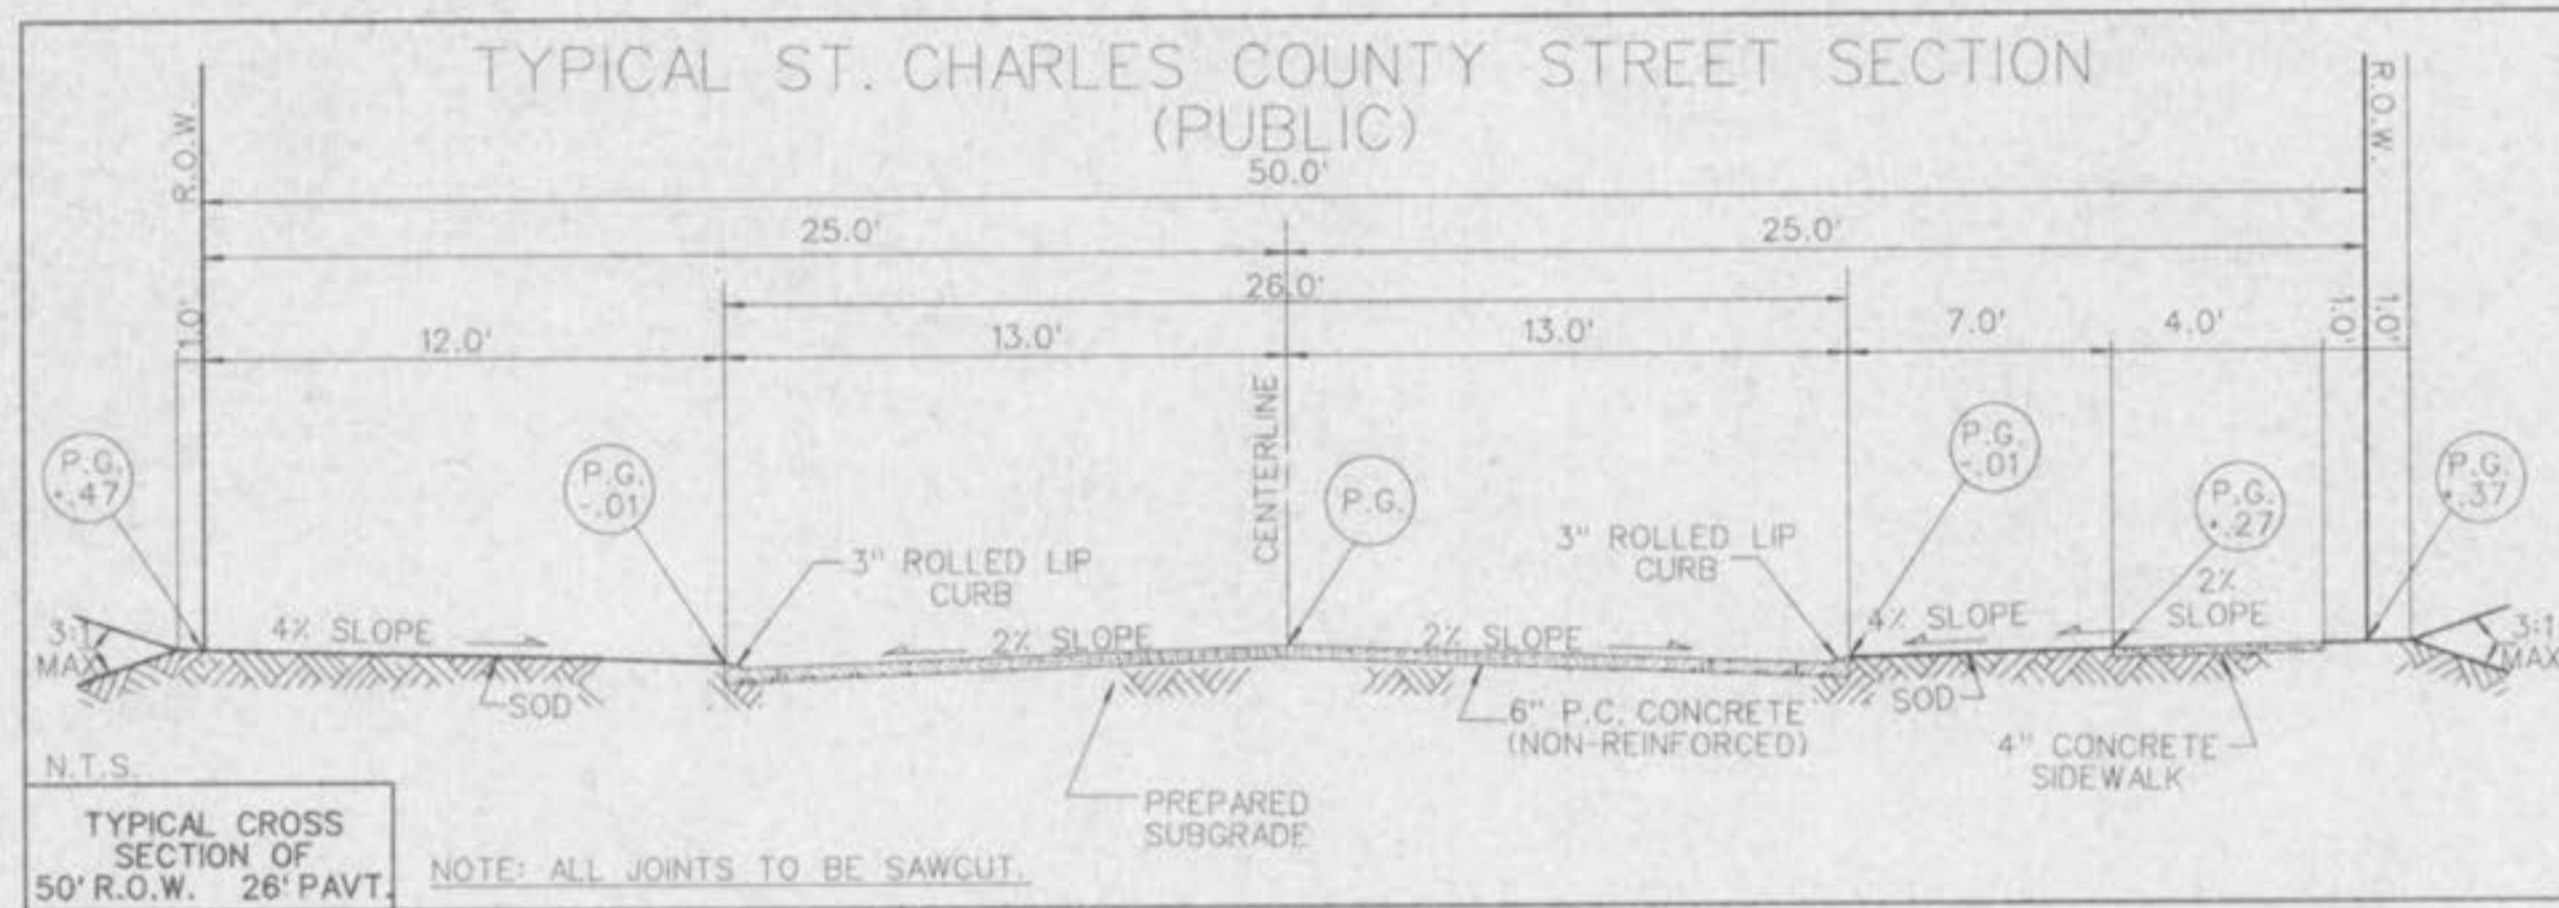 TYPICAL ST. CHARLES COUNTY STREET SECTION
(PUBLIC)
R.O.W.
R.O.W.
50.0'
25.0'
25.0'
26.0'
1.0'
12.0'
13.0'
13.0'
7.0'
4.0'
1.0'
1.0'
CENTERLINE
P.G.
+.47
P.G.
-.01
P.G.
P.G.
-.01
P.G.
+.27
P.G.
+.37
3" ROLLED LIP
CURB
3" ROLLED LIP
CURB
3:1
MAX
4% SLOPE
2% SLOPE
2% SLOPE
4% SLOPE
2%
SLOPE
3:1
MAX
SOD
SOD
6" P.C. CONCRETE
(NON-REINFORCED)
4" CONCRETE
SIDEWALK
PREPARED
SUBGRADE
N.T.S.
TYPICAL CROSS
SECTION OF
50' R.O.W. 26' PAVT.
NOTE: ALL JOINTS TO BE SAWCUT.